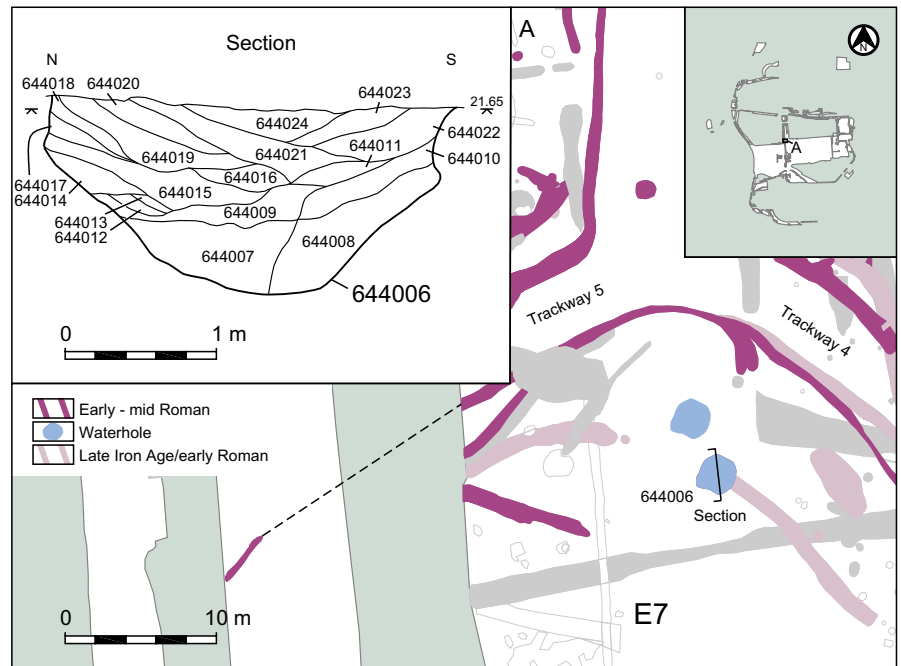 Section
N
S
644018
644020
644023
21.65
644024
644022
644011
644010
644019
644021
644016
644017
644014
644015
644009
644013
644012
644007
644008
644006
0
1 m
A
N
A
Trackway 5
Trackway 4
Early - mid Roman
Waterhole
Late Iron Age/early Roman
644006
Section
0
10 m
E7